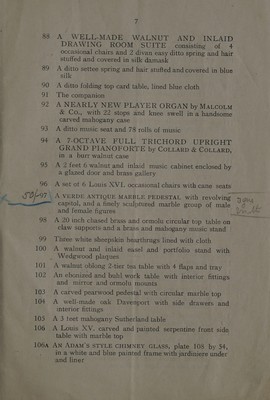 7
88 A WELL-MADE WALNUT AND INLAID
DRAWING ROOM SUITE consisting of 4
occasional chairs and 2 divan easy ditto spring and hair
stuffed and covered in silk damask
89 A ditto settee spring and hair stuffed and covered in blue
silk
90 A ditto folding top card table, lined blue cloth
91 The companion
92 A NEARLY NEW PLAYER ORGAN by MALCOLM
& Co., with 22 stops and knee swell in a handsome
carved mahogany case
93 A ditto music seat and 78 rolls of music
94 A 7-OCTAVE FULL TRICHORD UPRIGHT
GRAND PIANOFORTE by COLLARD & COLLARD,
in a burr walnut case
95 A 2 feet 6 walnut and inlaid music cabinet enclosed by
a glazed door and brass gallery
96 A set of 6 Louis XVI. occasional chairs with cane seats
97 A VERDE ANTIQUE MARBLE PEDESTAL, with revolving
capitol, and a finely sculptured marble group of male
and female figures
98 A 20 inch chased brass and ormolu circular top table on
claw supports and a brass and mahogany music stand
99 Three white sheepskin hearthrugs lined with cloth
100 A walnut and inlaid easel and portfolio stand with
Wedgwood plaques
101 A walnut oblong 2-tier tea table with 4 flaps and tray
102 An ebonized and buhl work table with interior fittings
and mirror and ormolu mounts
103 A carved pearwood pedestal with circular marble top
104 A well-made oak Davenport with side drawers and
interior fittings
105 A 3 feet mahogany Sutherland table
106 A Louis XV. carved and painted serpentine front side
table with marble top
106A AN ADAM'S STYLE CHIMNEY GLASS, plate 108 by 54,
in a white and blue painted frame with jardiniere under
and liner